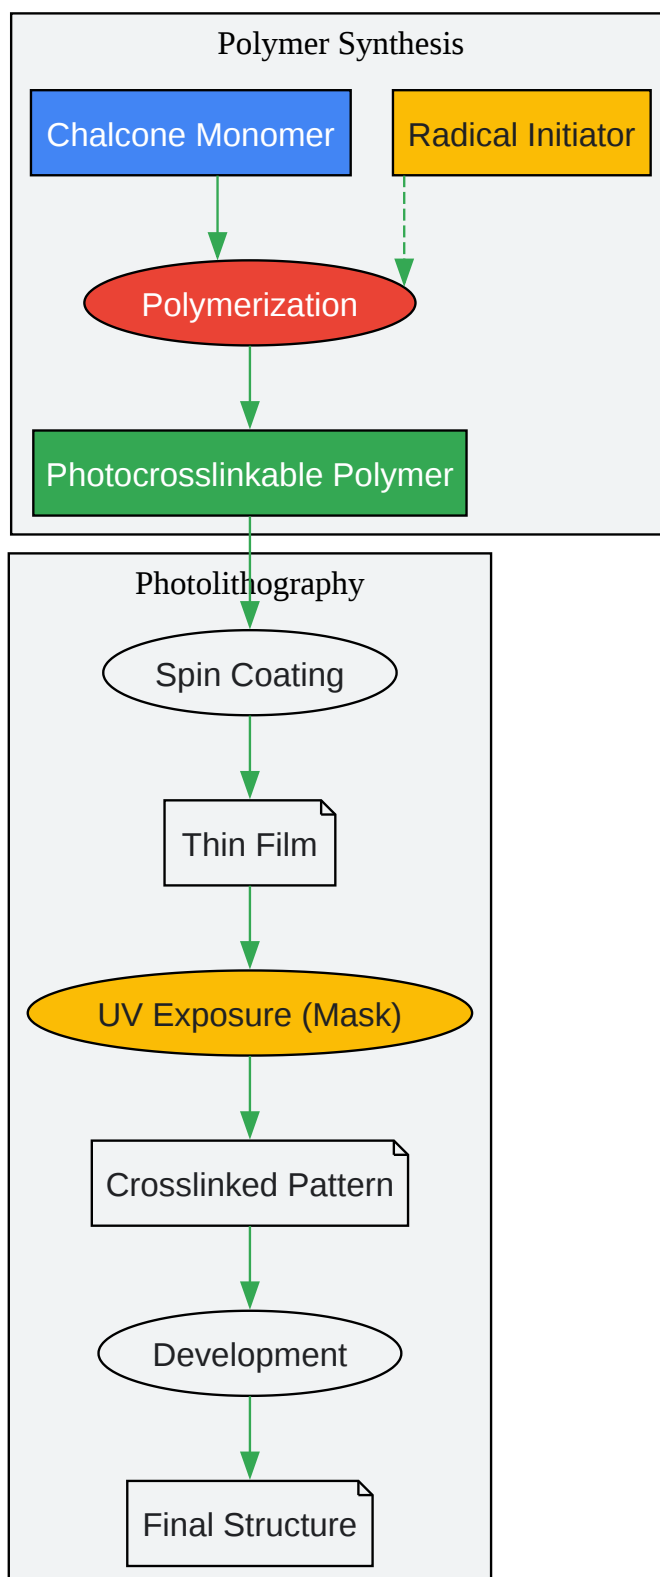 Polymer Synthesis
Chalcone Monomer
Radical Initiator
Polymerization
Photocrosslinkable Polymer
Photolithography
Spin Coating
Thin Film
UV Exposure (Mask)
Crosslinked Pattern
Development
Final Structure